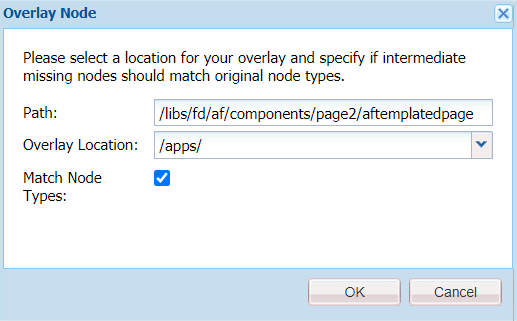 Overlay Node
Please select a location for your overlay and specify if intermediate
missing nodes should match original node types.
Path: /libs/fd/af/components/page2/aftemplatedpage
Overlay Location: /apps/
Match Node
Types:
OK Cancel